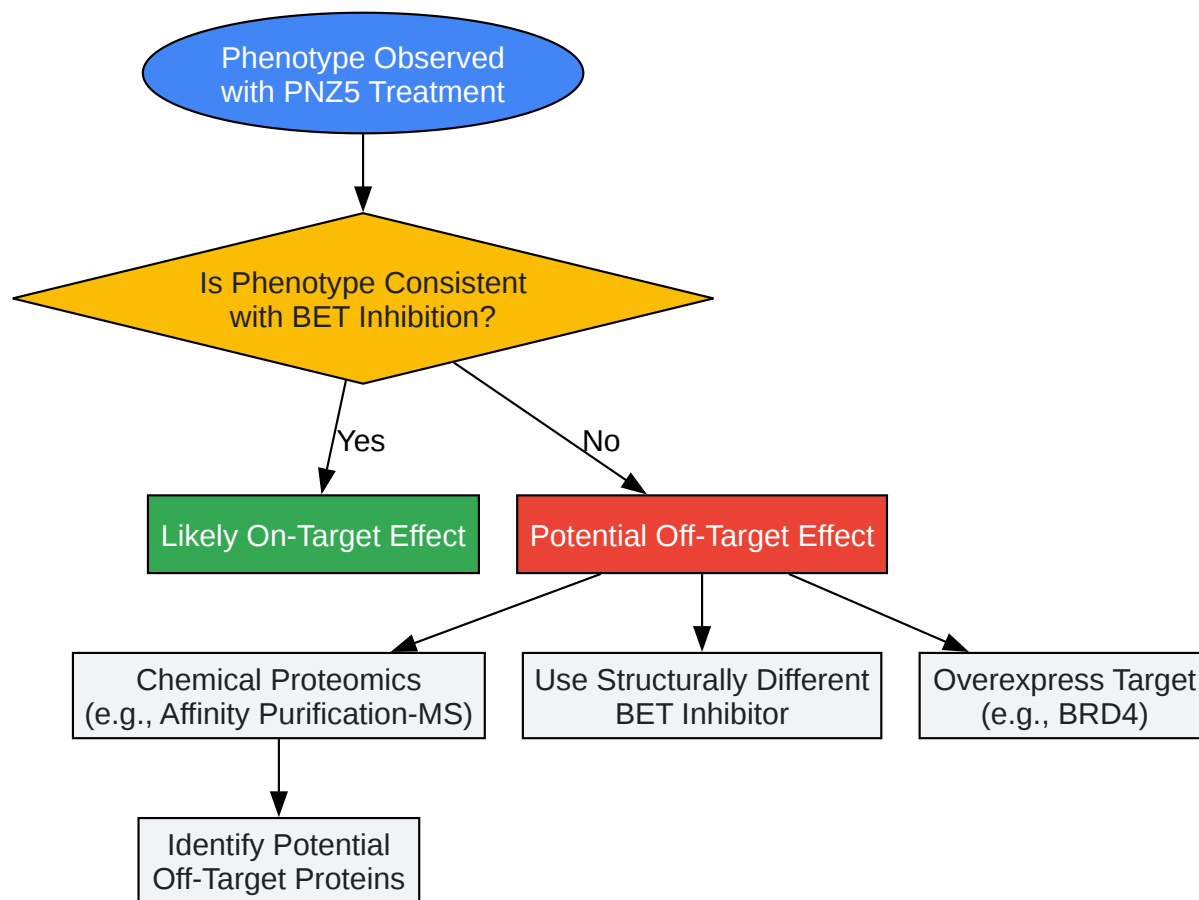 Phenotype Observed
with PNZ5 Treatment
Is Phenotype Consistent
with BET Inhibition?
Yes
No
Likely On-Target Effect
Potential Off-Target Effect
Chemical Proteomics
(e.g., Affinity Purification-MS)
Use Structurally Different
BET Inhibitor
Overexpress Target
(e.g., BRD4)
Identify Potential
Off-Target Proteins